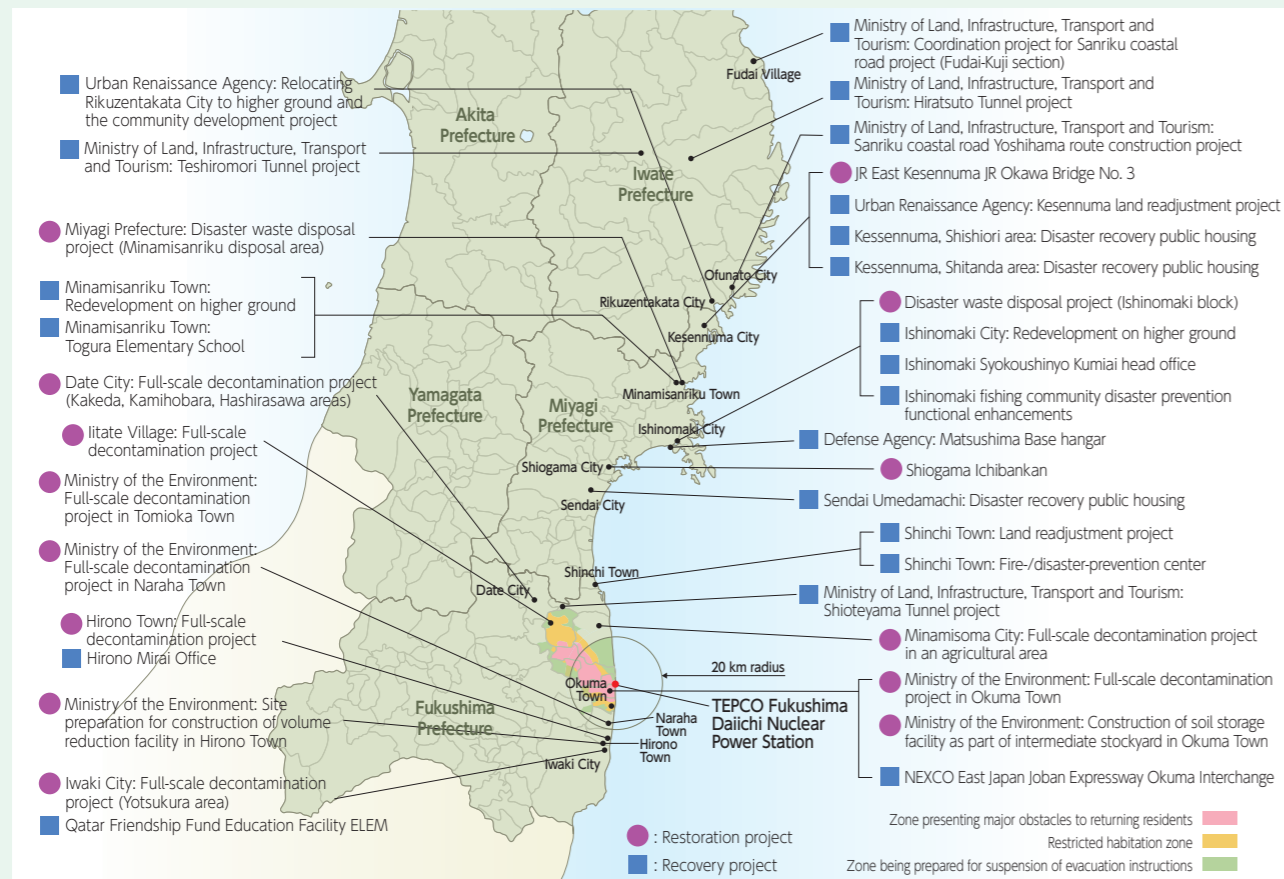 Urban Renaissance Agency: Relocating
Rikuzentakata City to higher ground and
the community development project
Ministry of Land, Infrastructure, Transport
and Tourism: Teshiromori Tunnel project
Miyagi Prefecture: Disaster waste disposal
project (Minamisanriku disposal area)
Minamisanriku Town:
Redevelopment on higher ground
Minamisanriku Town:
Togura Elementary School
Date City: Full-scale decontamination project
(Kakeda, Kamihobara, Hashirasawa areas)
Iitate Village: Full-scale
decontamination project
Ministry of the Environment:
Full-scale decontamination
project in Tomioka Town
Ministry of the Environment:
Full-scale decontamination
project in Naraha Town
Hirono Town: Full-scale
decontamination project
Hirono Mirai Office
Ministry of the Environment: Site
preparation for construction of volume
reduction facility in Hirono Town
Iwaki City: Full-scale decontamination
project (Yotsukura area)
Qatar Friendship Fund Education Facility ELEM
Akita
Prefecture
Iwate
Prefecture
Yamagata
Prefecture
Miyagi
Prefecture
Fukushima
Prefecture
Fudai Village
Ofunato City
Rikuzentakata City
Kesennuma City
Minamisanriku Town
Ishinomaki City
Shiogama City
Sendai City
Shinchi Town
Date City
Okuma
Town
Naraha
Town
Hirono
Town
Iwaki City
20 km radius
TEPCO Fukushima
Daiichi Nuclear
Power Station
Ministry of Land, Infrastructure, Transport and
Tourism: Coordination project for Sanriku coastal
road project (Fudai-Kuji section)
Ministry of Land, Infrastructure, Transport and
Tourism: Hiratsuto Tunnel project
Ministry of Land, Infrastructure, Transport and Tourism:
Sanriku coastal road Yoshihama route construction project
JR East Kesennuma JR Okawa Bridge No. 3
Urban Renaissance Agency: Kesennuma land readjustment project
Kessennuma, Shishiori area: Disaster recovery public housing
Kessennuma, Shitanda area: Disaster recovery public housing
Disaster waste disposal project (Ishinomaki block)
Ishinomaki City: Redevelopment on higher ground
Ishinomaki Syokoushinyo Kumiai head office
Ishinomaki fishing community disaster prevention
functional enhancements
Defense Agency: Matsushima Base hangar
Shiogama Ichibankan
Sendai Umedamachi: Disaster recovery public housing
Shinchi Town: Land readjustment project
Shinchi Town: Fire-/disaster-prevention center
Ministry of Land, Infrastructure, Transport and Tourism:
Shioteyama Tunnel project
Minamisoma City: Full-scale decontamination project
in an agricultural area
Ministry of the Environment: Full-scale decontamination
project in Okuma Town
Ministry of the Environment: Construction of soil storage
facility as part of intermediate stockyard in Okuma Town
NEXCO East Japan Joban Expressway Okuma Interchange
: Restoration project
: Recovery project
Zone presenting major obstacles to returning residents
Restricted habitation zone
Zone being prepared for suspension of evacuation instructions